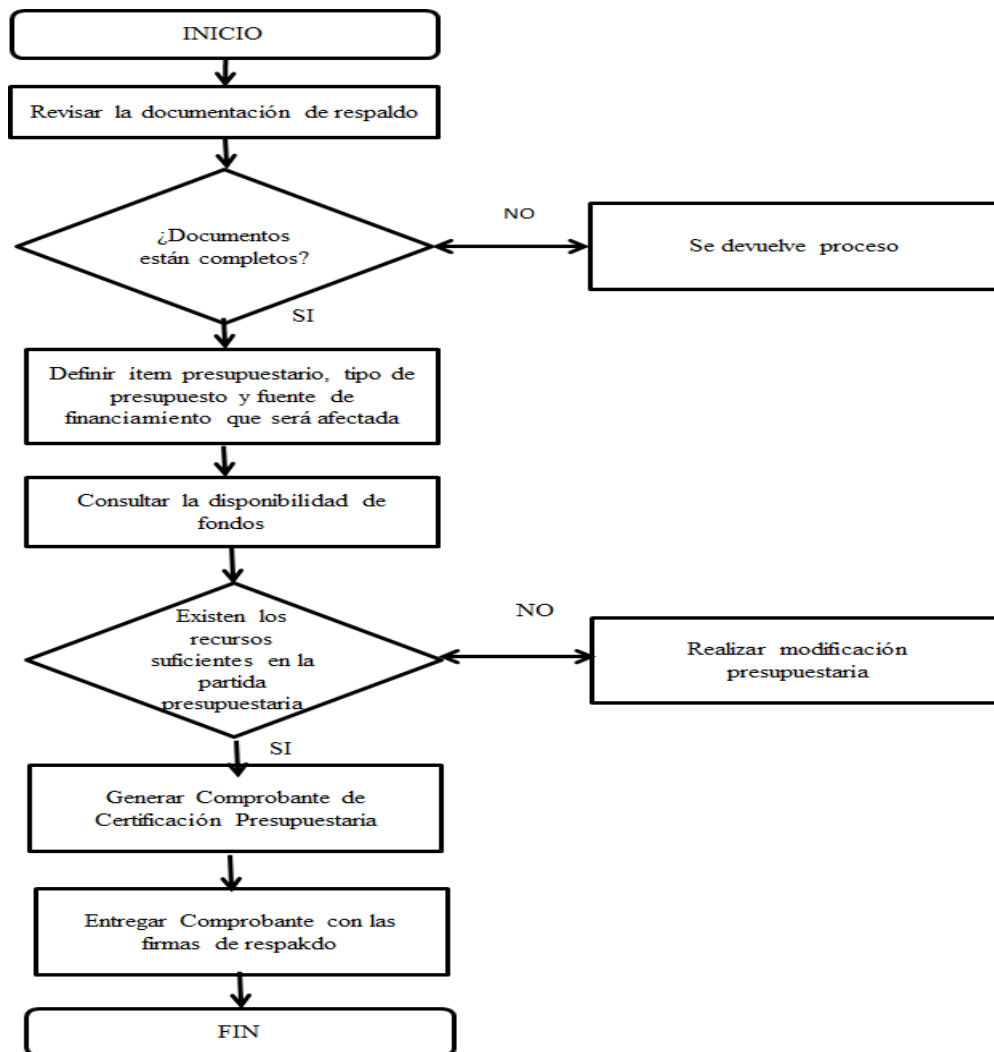 INICIO
Revisar la documentación de respaldo
¿Documentos
están completos?
NO
Se devuelve proceso
SI
Definir ítem presupuestario, tipo de
presupuesto y fuente de
financiamiento que será afectada
Consultar la disponibilidad de
fondos
Existen los
recursos
suficientes en la
partida
presupuestaria
NO
Realizar modificación
presupuestaria
SI
Generar Comprobante de
Certificación Presupuestaria
Entregar Comprobante con las
firmas de respakdo
FIN